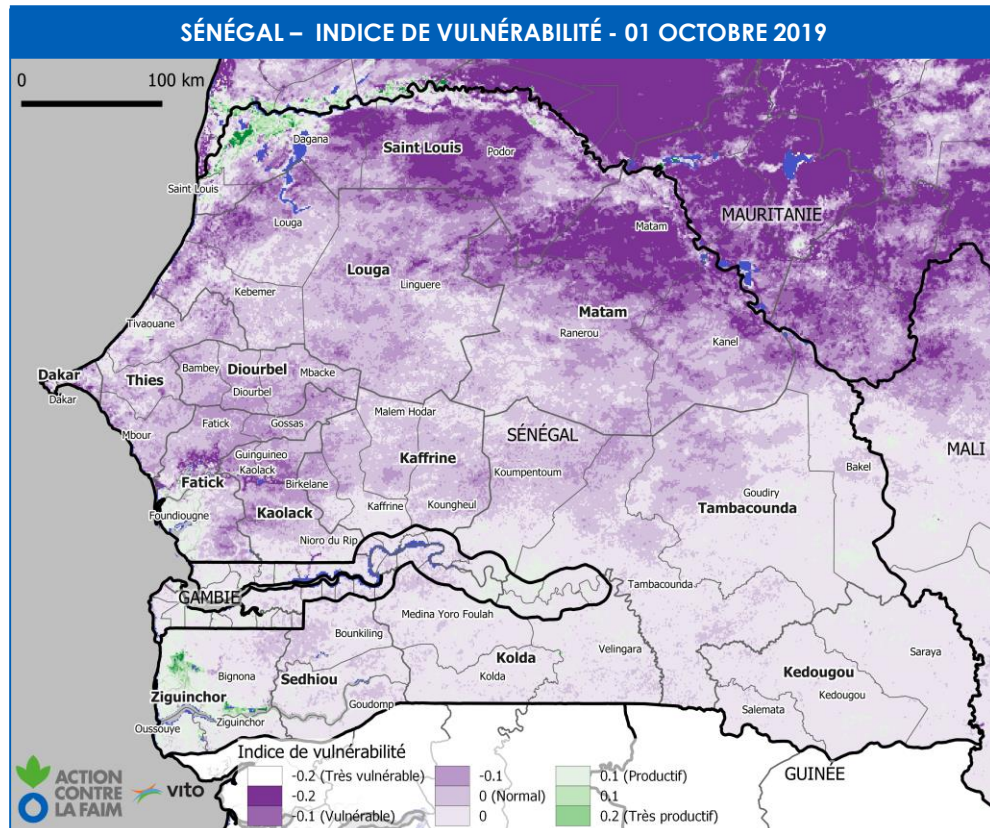 SÉNÉGAL – INDICE DE VULNÉRABILITÉ - 01 OCTOBRE 2019
0 100 km
Dagana
Saint Louis
Podor
Saint Louis
Louga
Matam
MAURITANIE
Louga
Linguere
Kebemer
Matam
Tivaouane
Ranerou
Kanel
Dakar
Dakar
Thies
Bambey
Diourbel
Mbacke
Diourbel
Malem Hodar
Mbour
Fatick
Gossas
SÉNÉGAL
MALI
Guinguineo
Kaolack
Kaffrine
Koumpentoum
Bakel
Fatick
Birkelane
Goudiry
Foundiougne
Kaolack
Kaffrine
Koungheul
Tambacounda
Nioro du Rip
Tambacounda
GAMBIE
Medina Yoro Foulah
Bounkiling
Velingara
Saraya
Kolda
Bignona
Sedhiou
Kolda
Kedougou
Ziguinchor
Goudomp
Kedougou
Salemata
Oussouye
Ziguinchor
GUINÉE
Indice de vulnérabilité
-0.2 (Très vulnérable)
-0.2
-0.1 (Vulnérable)
-0.1
0 (Normal)
0
0.1 (Productif)
0.1
0.2 (Très productif)
ACTION
CONTRE
LA FAIM
vito